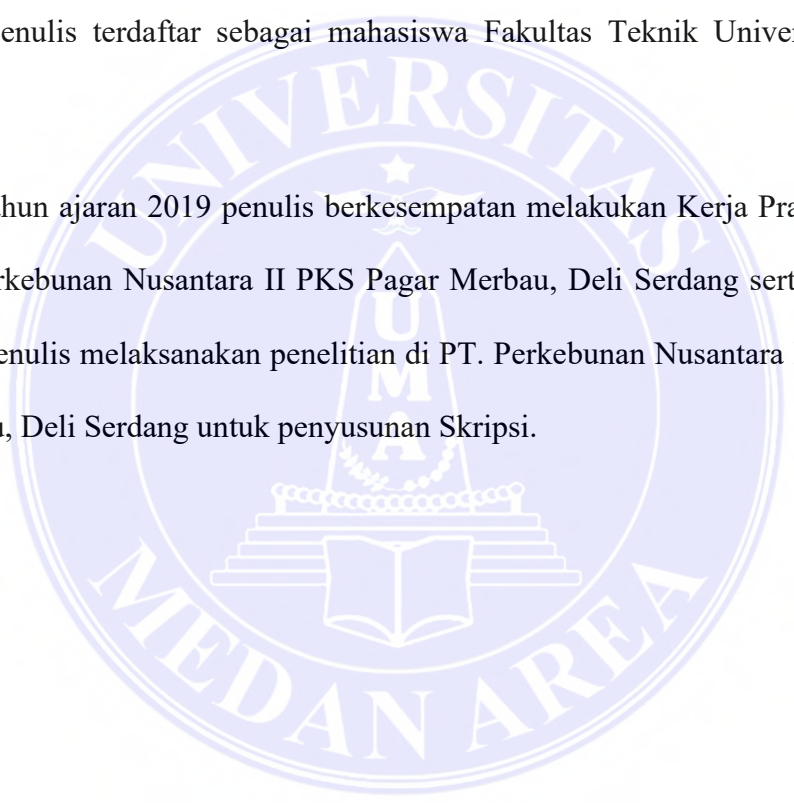 enulis terdaftar sebagai mahasiswa Fakultas Teknik Univer
UNIVERSITAS
hun ajaran 2019 penulis berkesempatan melakukan Kerja Pra
rkebunan Nusantara II PKS Pagar Merbau, Deli Serdang sert
enulis melaksanakan penelitian di PT. Perkebunan Nusantara
, Deli Serdang untuk penyusunan Skripsi.
UMA
MEDAN AREA